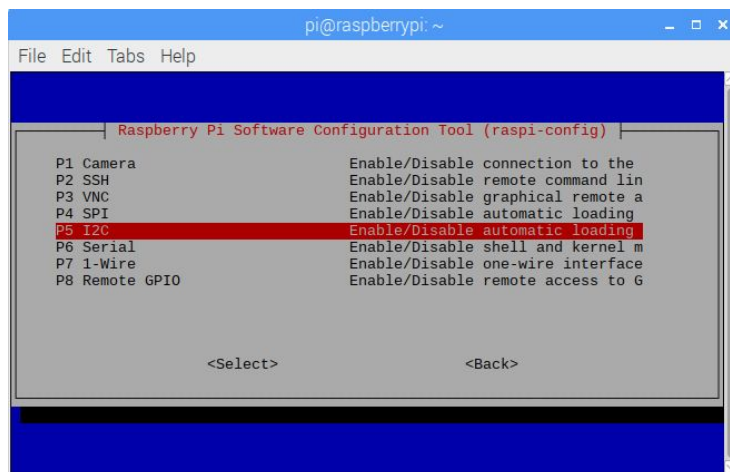 pi@raspberrypi: ~
File Edit Tabs Help
Raspberry Pi Software Configuration Tool (raspi-config)
P1 Camera Enable/Disable connection to the
P2 SSH Enable/Disable remote command lin
P3 VNC Enable/Disable graphical remote a
P4 SPI Enable/Disable automatic loading
P5 I2C Enable/Disable automatic loading
P6 Serial Enable/Disable shell and kernel m
P7 1-Wire Enable/Disable one-wire interface
P8 Remote GPIO Enable/Disable remote access to G
<Select> <Back>